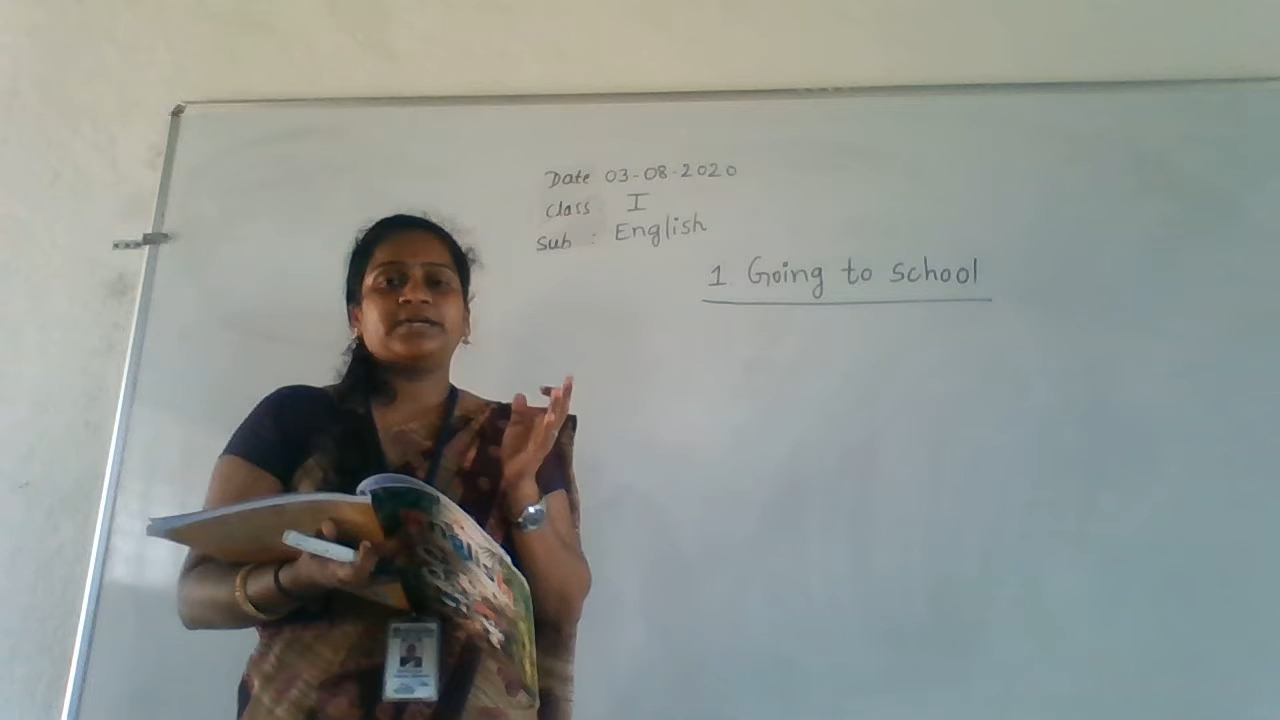 Date 03-08-2020
Class I
Sub : English
1 Going to school